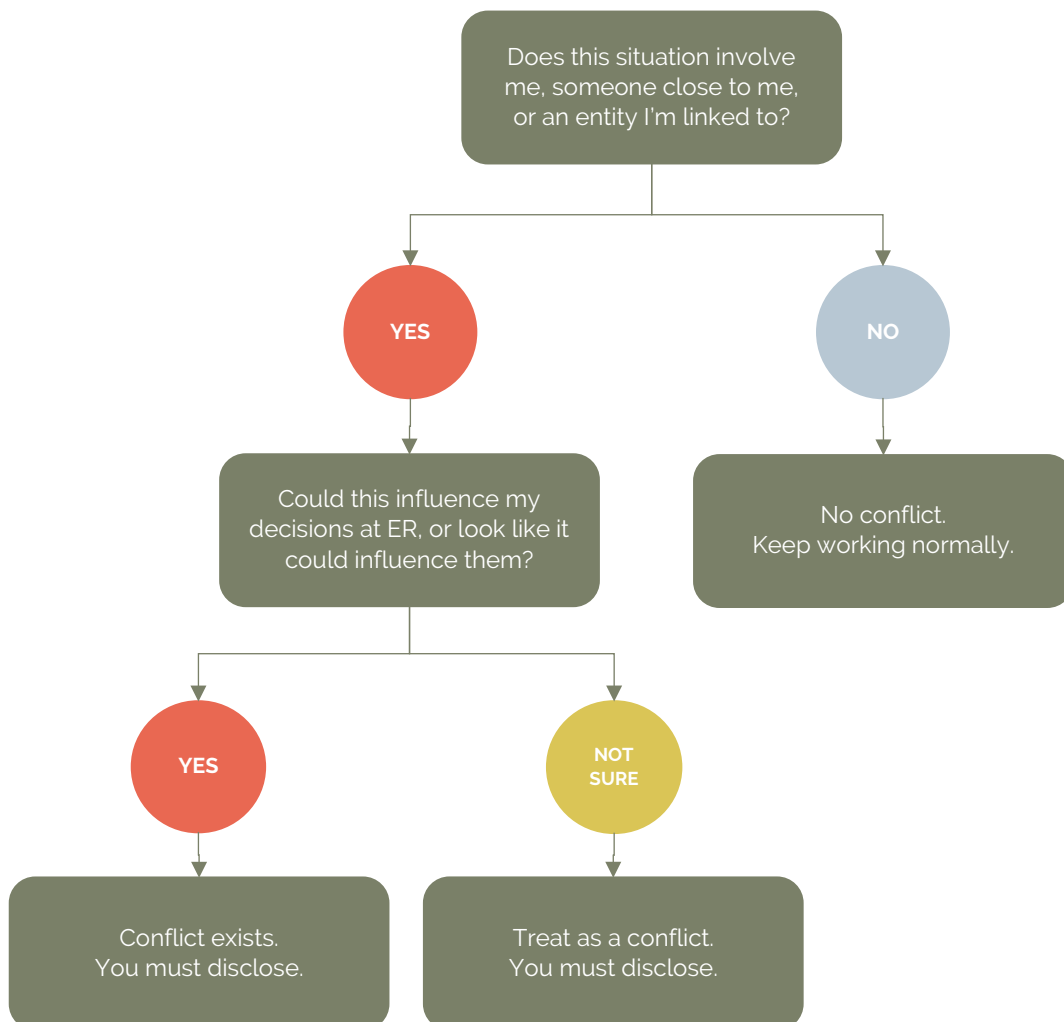 Does this situation involve
me, someone close to me,
or an entity I’m linked to?
YES
NO
Could this influence my
decisions at ER, or look like it
could influence them?
No conflict.
Keep working normally.
YES
NOT
SURE
Conflict exists.
You must disclose.
Treat as a conflict.
You must disclose.